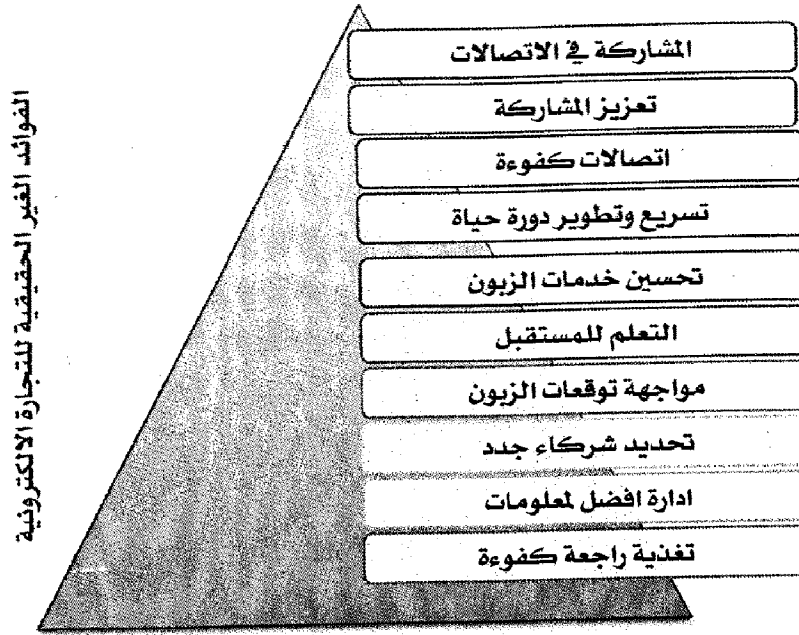 الفوائد الغير الحقيقية للتجارة الالكترونية
المشاركة في الاتصالات
تعزيز المشاركة
اتصالات كفوءة
تسريع وتطوير دورة حياة
تحسين خدمات الزبون
التعلم للمستقبل
مواجهة توقعات الزبون
تحديد شركاء جدد
ادارة افضل لمعلومات
تغذية راجعة كفوءة